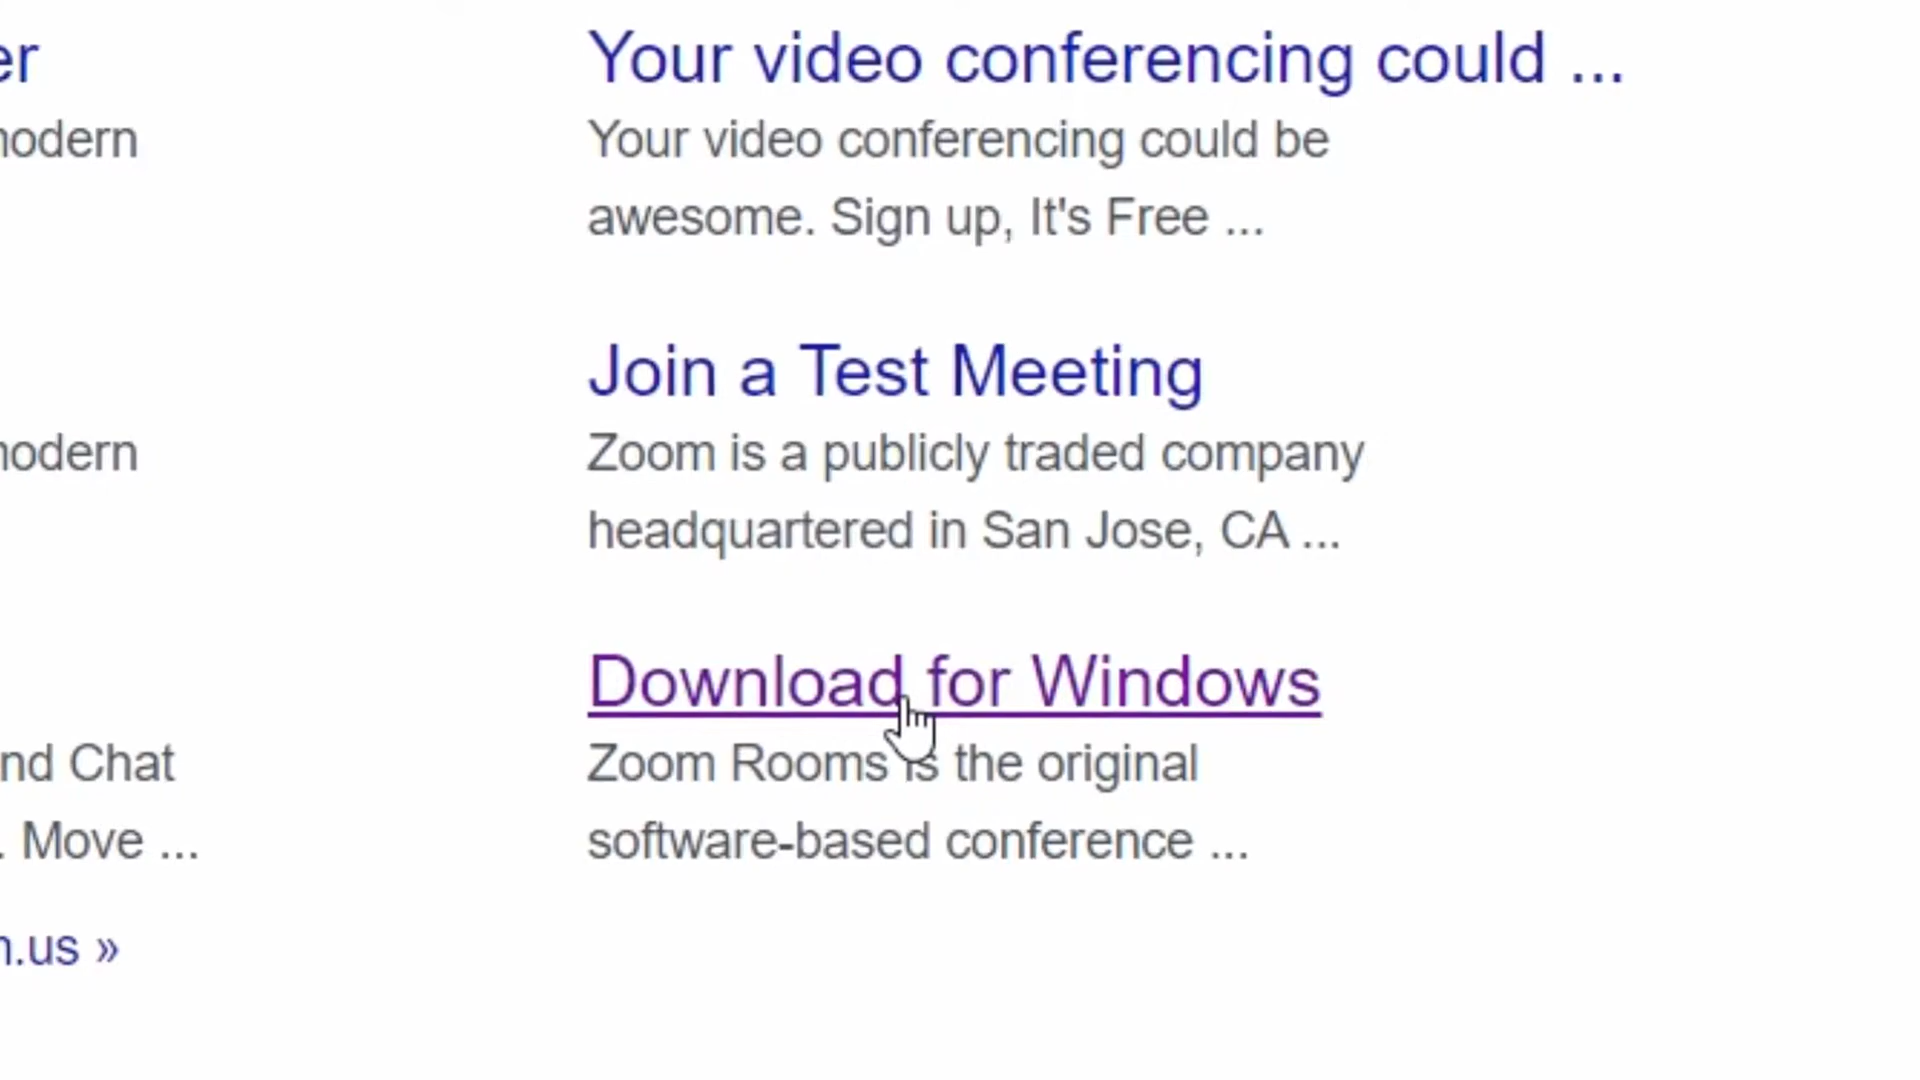 er
modern
modern
nd Chat
. Move ...
.us »
Your video conferencing could ...
Your video conferencing could be
awesome. Sign up, It's Free ...
Join a Test Meeting
Zoom is a publicly traded company
headquartered in San Jose, CA ...
Download for Windows
Zoom Rooms is the original
software-based conference ...